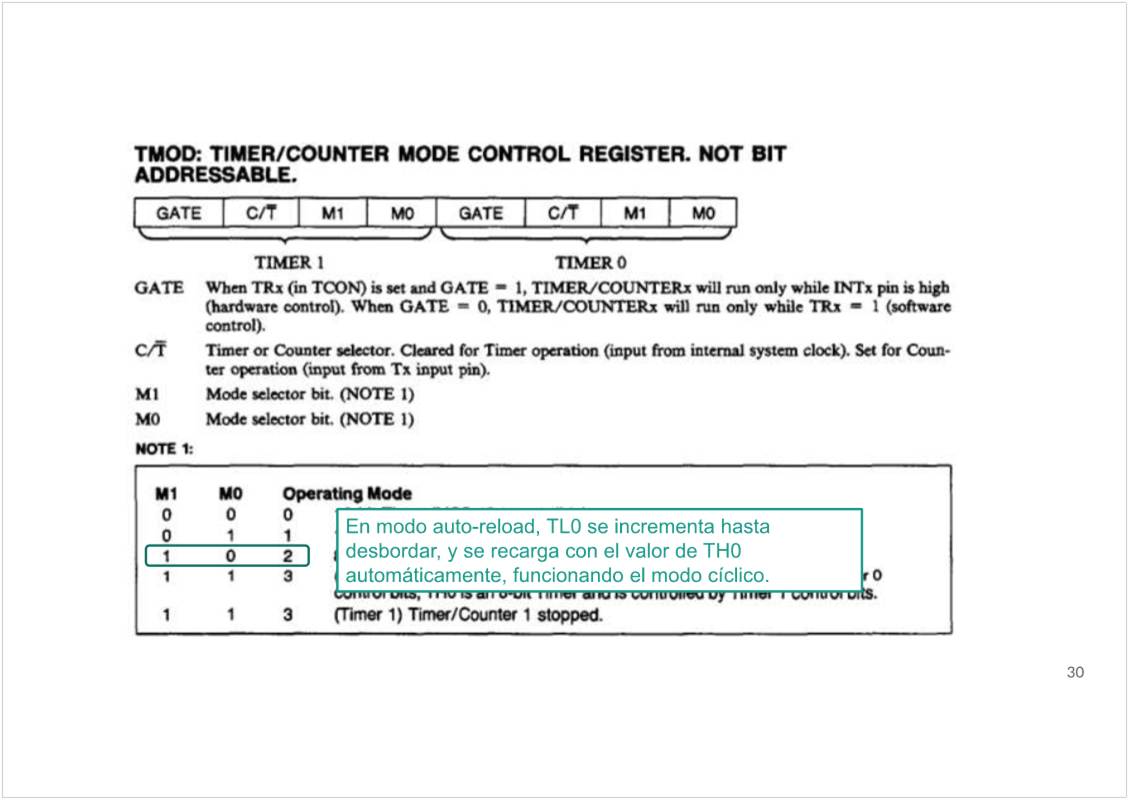 TMOD: TIMER/COUNTER MODE CONTROL REGISTER. NOT BIT
ADDRESSABLE.
GATE C/T̅ M1 M0 GATE C/T̅ M1 M0
TIMER 1 TIMER 0
GATE When TRx (in TCON) is set and GATE = 1, TIMER/COUNTERx will run only while INTx pin is high
(hardware control). When GATE = 0, TIMER/COUNTERx will run only while TRx = 1 (software
control).
C/T̅ Timer or Counter selector. Cleared for Timer operation (input from internal system clock). Set for Coun-
ter operation (input from Tx input pin).
M1 Mode selector bit. (NOTE 1)
M0 Mode selector bit. (NOTE 1)
NOTE 1:
M1 M0 Operating Mode
0 0 0
0 1 1
1 0 2
1 1 3
En modo auto-reload, TL0 se incrementa hasta
desbordar, y se recarga con el valor de TH0
automáticamente, funcionando el modo cíclico.
r 0
control bits, TH0 is an 8-bit Timer and is controlled by Timer 1 control bits.
1 1 3 (Timer 1) Timer/Counter 1 stopped.
30